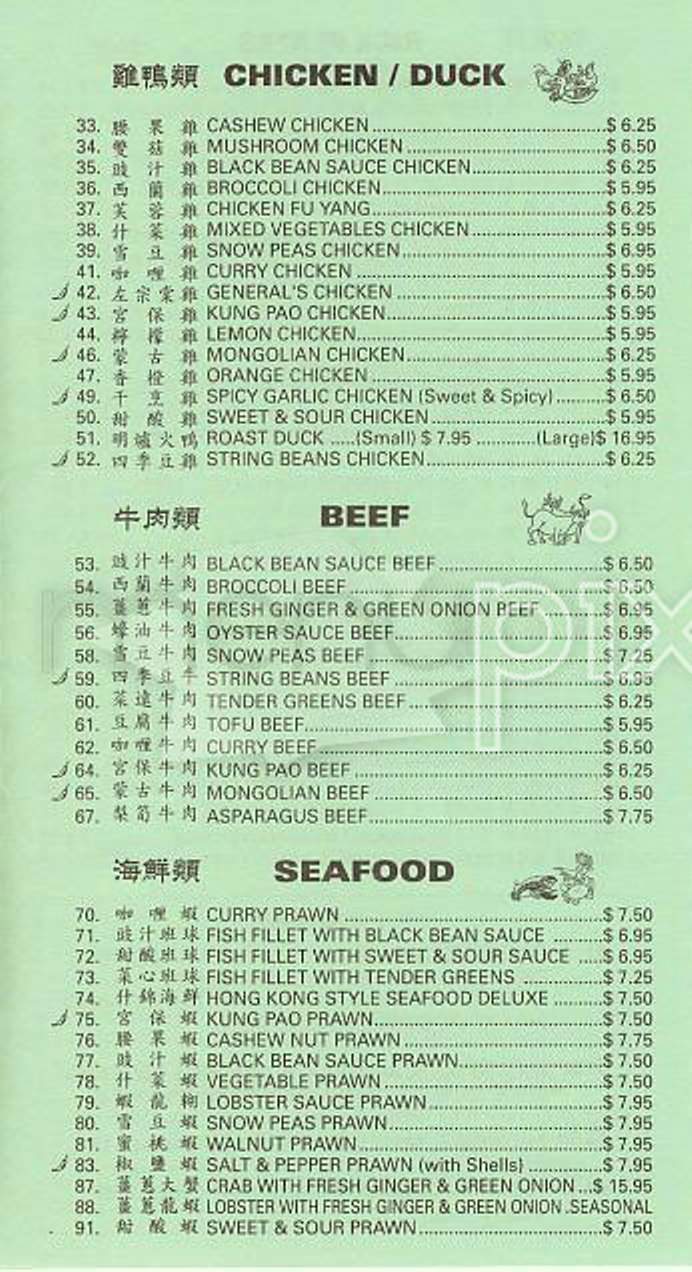 雞鴨類 CHICKEN / DUCK
33. 腰果雞 CASHEW CHICKEN $ 6.25
34. 雙菇雞 MUSHROOM CHICKEN $ 6.50
35. 豉汁雞 BLACK BEAN SAUCE CHICKEN $ 6.25
36. 西蘭雞 BROCCOLI CHICKEN $ 5.95
37. 芙蓉雞 CHICKEN FU YANG $ 6.25
38. 什菜雞 MIXED VEGETABLES CHICKEN $ 5.95
39. 雪豆雞 SNOW PEAS CHICKEN $ 6.95
41. 咖喱雞 CURRY CHICKEN $ 5.95
42. 左宗棠雞 GENERAL'S CHICKEN $ 6.50
43. 宮保雞 KUNG PAO CHICKEN $ 5.95
44. 檸檬雞 LEMON CHICKEN $ 5.95
46. 蒙古雞 MONGOLIAN CHICKEN $ 6.25
47. 香橙雞 ORANGE CHICKEN $ 5.95
49. 干烹雞 SPICY GARLIC CHICKEN (Sweet & Spicy) $ 6.50
50. 甜酸雞 SWEET & SOUR CHICKEN $ 5.95
51. 明爐火鴨 ROAST DUCK (Small) $ 7.95 (Large)$ 16.95
52. 四季豆雞 STRING BEANS CHICKEN $ 6.25
牛肉類 BEEF
53. 豉汁牛肉 BLACK BEAN SAUCE BEEF $ 6.50
54. 西蘭牛肉 BROCCOLI BEEF $ 6.50
55. 薑蔥牛肉 FRESH GINGER & GREEN ONION BEEF $ 6.95
56. 蠔油牛肉 OYSTER SAUCE BEEF $ 6.95
58. 雪豆牛肉 SNOW PEAS BEEF $ 7.25
59. 四季豆牛 STRING BEANS BEEF $ 6.95
60. 菜遠牛肉 TENDER GREENS BEEF $ 6.25
61. 豆腐牛肉 TOFU BEEF $ 5.95
62. 咖喱牛肉 CURRY BEEF $ 6.50
64. 宮保牛肉 KUNG PAO BEEF $ 6.25
65. 蒙古牛肉 MONGOLIAN BEEF $ 6.50
67. 梨筍牛肉 ASPARAGUS BEEF $ 7.75
海鮮類 SEAFOOD
70. 咖喱蝦 CURRY PRAWN $ 7.50
71. 豉汁班球 FISH FILLET WITH BLACK BEAN SAUCE $ 6.95
72. 甜酸班球 FISH FILLET WITH SWEET & SOUR SAUCE $ 6.95
73. 菜心班球 FISH FILLET WITH TENDER GREENS $ 7.25
74. 什錦海鮮 HONG KONG STYLE SEAFOOD DELUXE $ 7.50
75. 宮保蝦 KUNG PAO PRAWN $ 7.50
76. 腰果蝦 CASHEW NUT PRAWN $ 7.75
77. 豉汁蝦 BLACK BEAN SAUCE PRAWN $ 7.50
78. 什菜蝦 VEGETABLE PRAWN $ 7.50
79. 蝦龍糊 LOBSTER SAUCE PRAWN $ 7.95
80. 雪豆蝦 SNOW PEAS PRAWN $ 7.95
81. 蜜桃蝦 WALNUT PRAWN $ 7.95
83. 椒鹽蝦 SALT & PEPPER PRAWN (with Shells) $ 7.95
87. 薑蔥大蟹 CRAB WITH FRESH GINGER & GREEN ONION $ 15.95
88. 薑蔥龍蝦 LOBSTER WITH FRESH GINGER & GREEN ONION SEASONAL
91. 甜酸蝦 SWEET & SOUR PRAWN $ 7.50